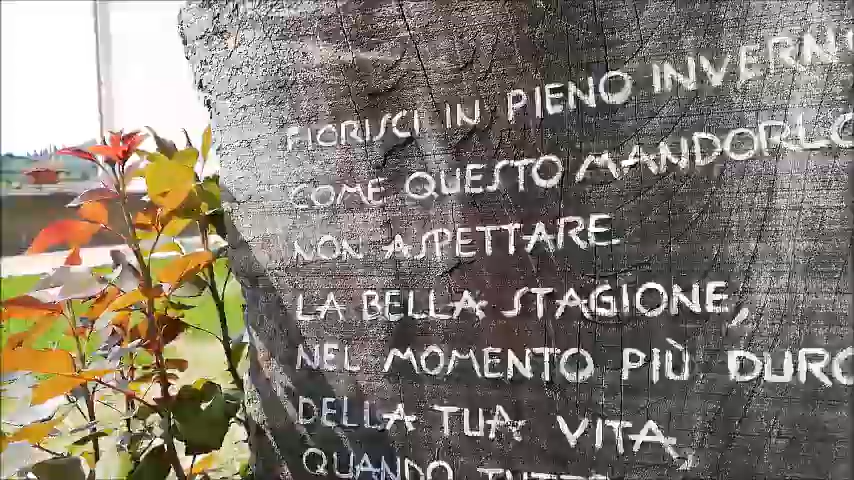 FIORISCI IN PIENO INVERNO
COME QUESTO MANDORLO
NON ASPETTARE
LA BELLA STAGIONE,
NEL MOMENTO PIÙ DURO
DELLA TUA VITA,
QUANDO TUTTO